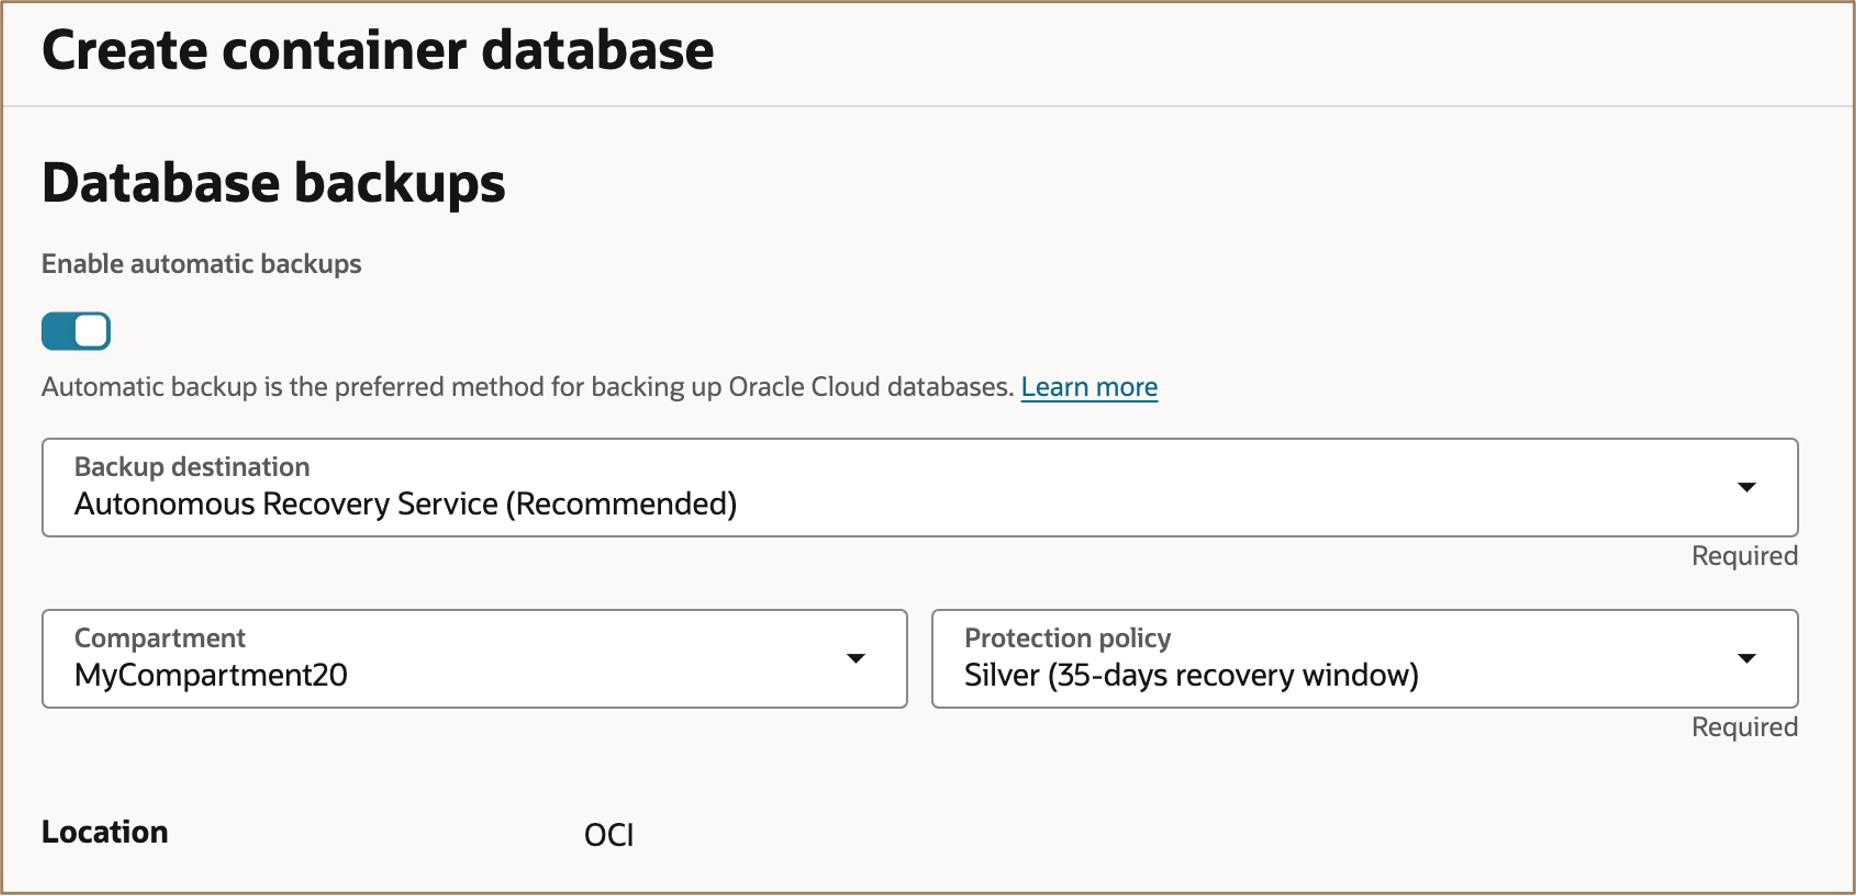 Create container database
Database backups
Enable automatic backups
Automatic backup is the preferred method for backing up Oracle Cloud databases. Learn more
Backup destination
Autonomous Recovery Service (Recommended)
Required
Compartment
MyCompartment20
Protection policy
Silver (35-days recovery window)
Required
Location OCI